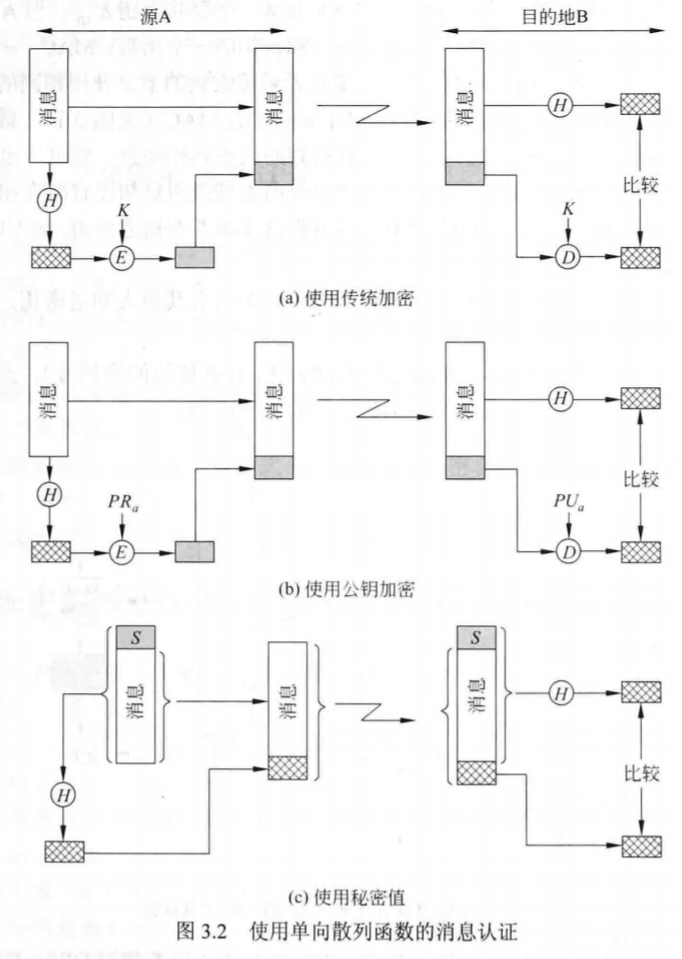 源A 目的地B
消息 消息 消息 H
H K K 比较
E D
(a) 使用传统加密
消息 消息 消息 H
H PRa PUa 比较
E D
(b) 使用公钥加密
S S
消息 消息 消息 H
H 比较
(c) 使用秘密值
图 3.2 使用单向散列函数的消息认证